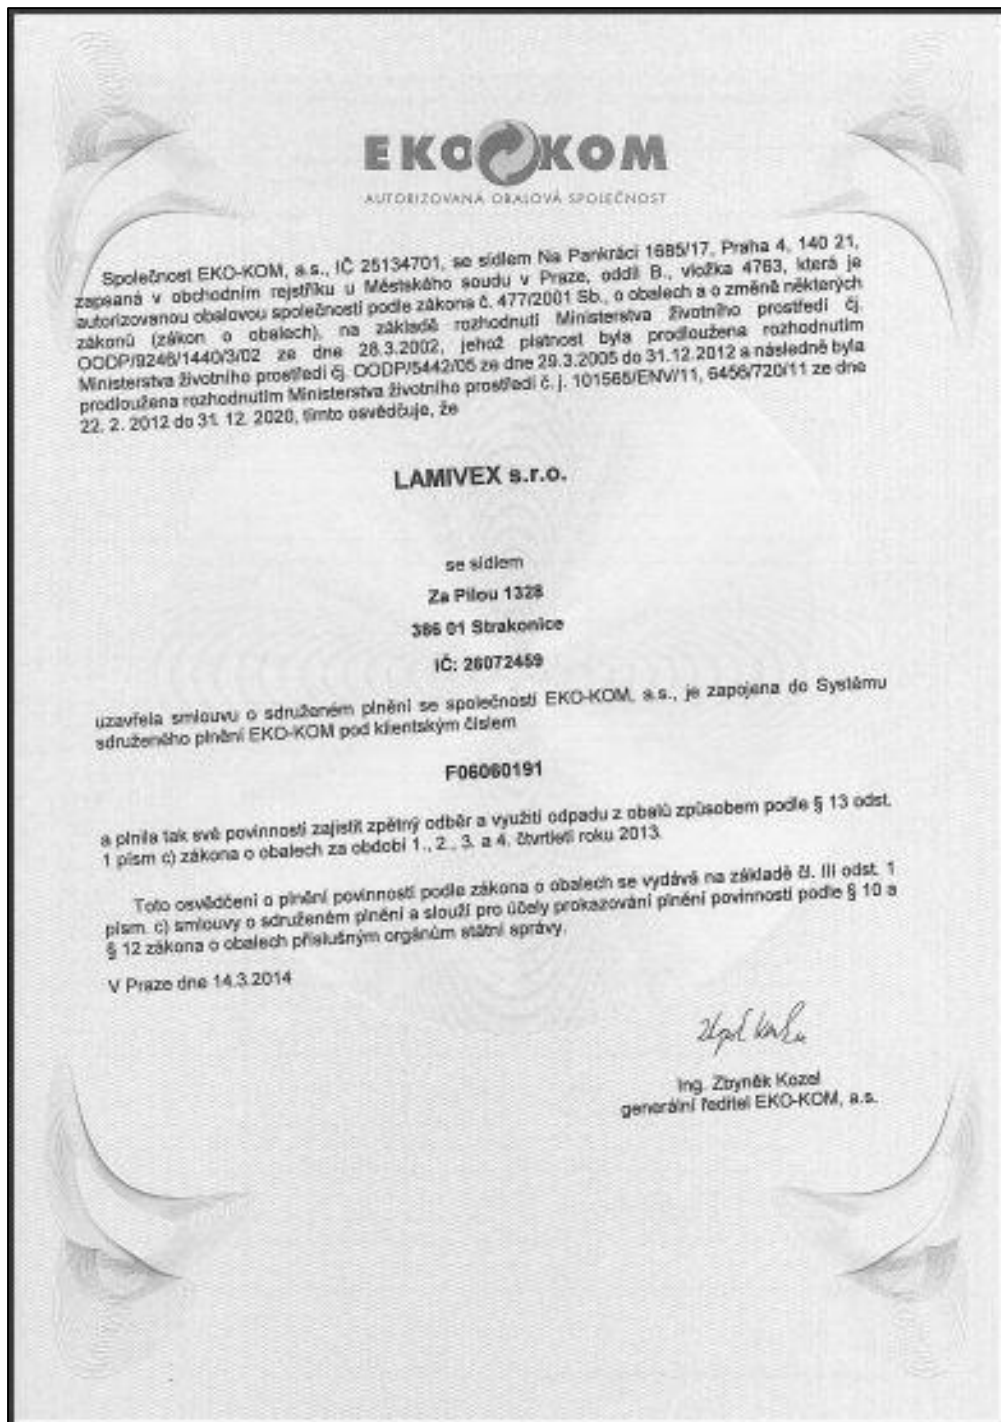 EKO KOM
AUTORIZOVANÁ OBALOVÁ SPOLEČNOST
Společnost EKO-KOM, a.s., IČ 25134701, se sídlem Na Pankráci 1685/17, Praha 4, 140 21,
zapsaná v obchodním rejstříku u Městského soudu v Praze, oddíl B., vložka 4763, která je
autorizovanou obalovou společností podle zákona č. 477/2001 Sb., o obalech a o změně některých
zákonů (zákon o obalech), na základě rozhodnutí Ministerstva životního prostředí čj.
OODP/9246/1440/3/02 ze dne 28.3.2002, jehož platnost byla prodloužena rozhodnutím
Ministerstva životního prostředí čj. OODP/5442/05 ze dne 29.3.2005 do 31.12.2012 a následně byla
prodloužena rozhodnutím Ministerstva životního prostředí č. j. 101565/ENV/11, 6456/720/11 ze dne
22. 2. 2012 do 31. 12. 2020, tímto osvědčuje, že
LAMIVEX s.r.o.
se sídlem
Za Pilou 1328
386 01 Strakonice
IČ: 26072459
uzavřela smlouvu o sdruženém plnění se společností EKO-KOM, a.s., je zapojena do Systému
sdruženého plnění EKO-KOM pod klientským číslem
F06060191
a plnila tak své povinnosti zajistit zpětný odběr a využití odpadu z obalů způsobem podle § 13 odst.
1 písm c) zákona o obalech za období 1., 2., 3. a 4. čtvrtletí roku 2013.
Toto osvědčení o plnění povinností podle zákona o obalech se vydává na základě čl. III odst. 1
písm. c) smlouvy o sdruženém plnění a slouží pro účely prokazování plnění povinností podle § 10 a
§ 12 zákona o obalech příslušným orgánům státní správy.
V Praze dne 14.3.2014
Ing. Zbyněk Kozel
generální ředitel EKO-KOM, a.s.